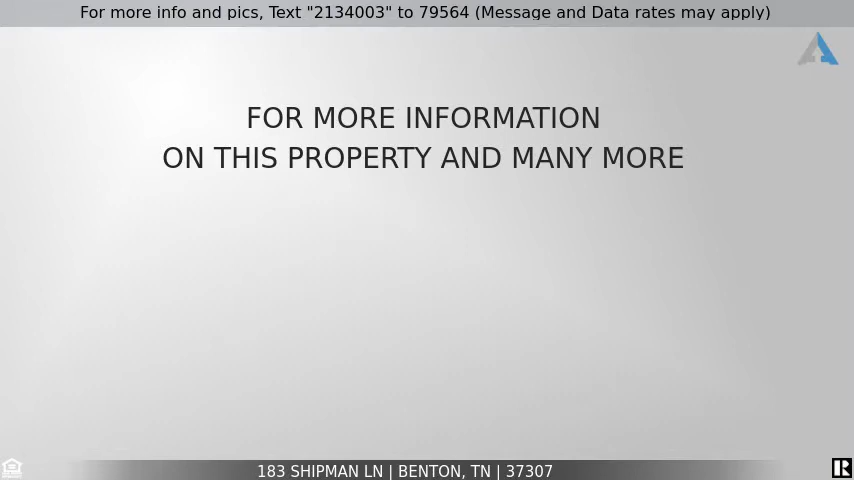 For more info and pics, Text "2134003" to 79564 (Message and Data rates may apply)
FOR MORE INFORMATION
ON THIS PROPERTY AND MANY MORE
183 SHIPMAN LN | BENTON, TN | 37307